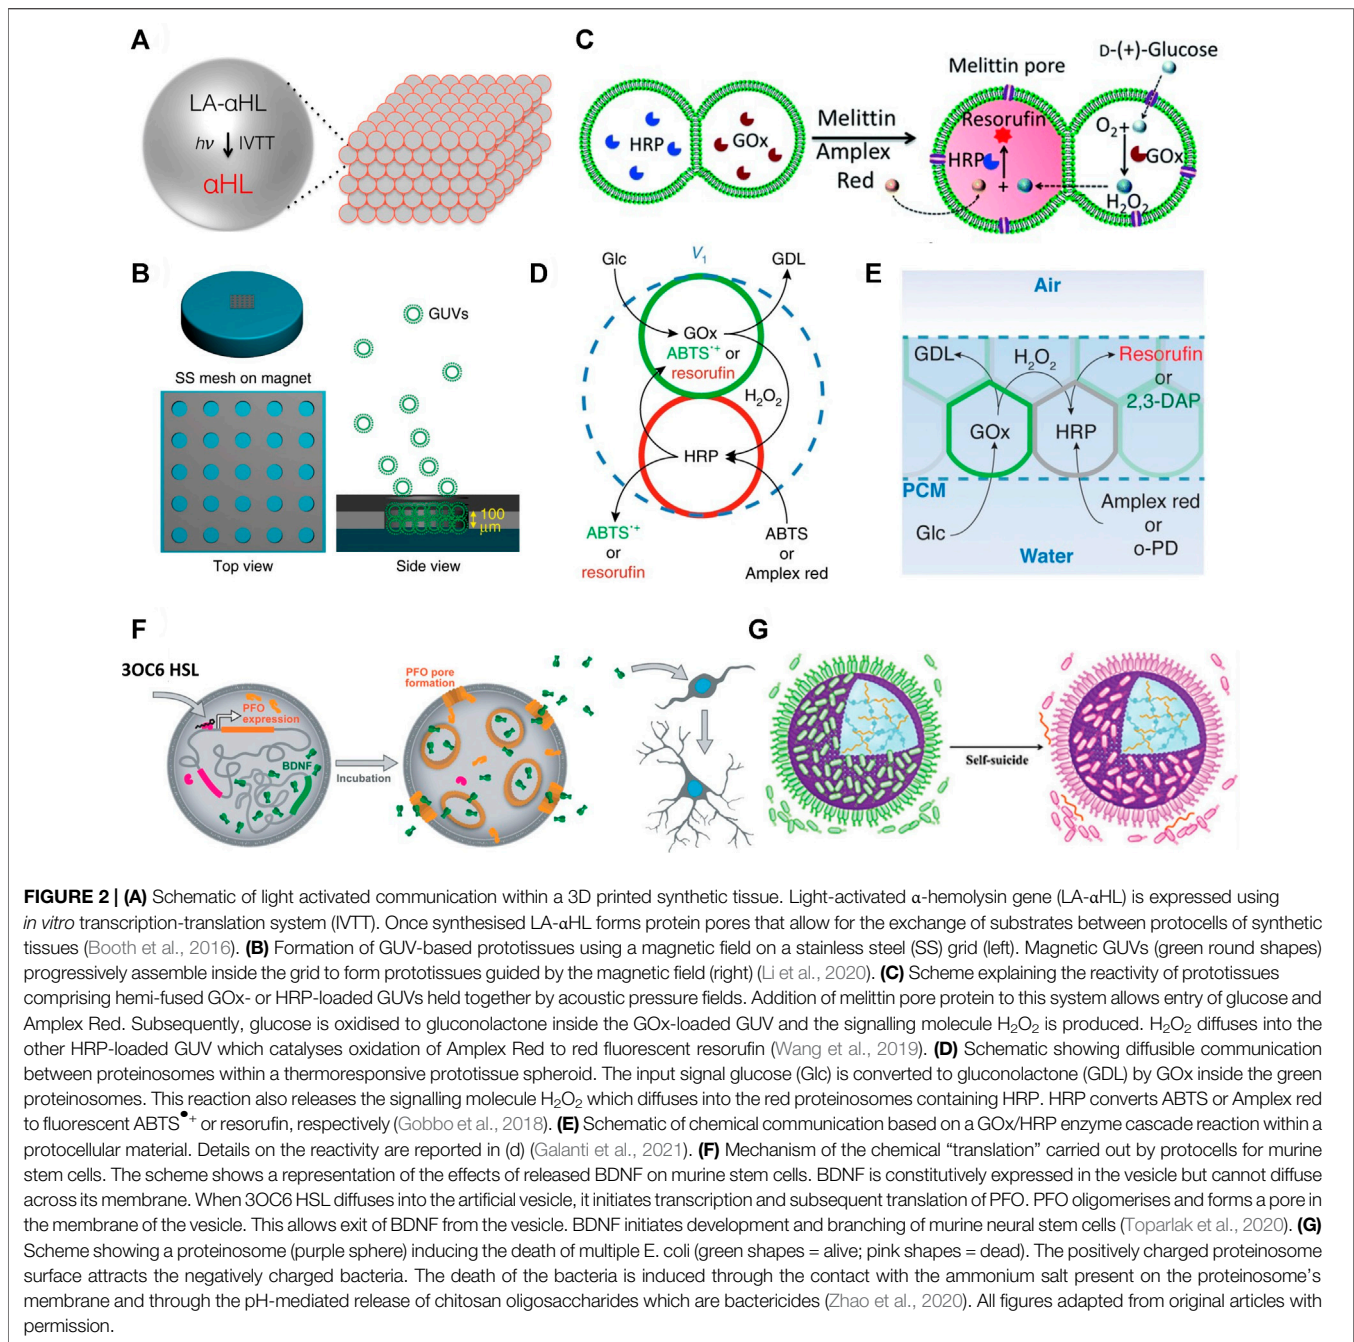 A
LA-αHL
hν
IVTT
αHL
C
HRP
GOx
Melittin
Amplex
Red
Melittin pore
D-(+)-Glucose
Resorufin
HRP
+
O₂+
GOx
H₂O₂
B
SS mesh on magnet
Top view
GUVs
100
μm
Side view
D
Glc
V₁
GDL
GOx
ABTS·⁺ or
resorufin
H₂O₂
HRP
ABTS·⁺
or
resorufin
ABTS
or
Amplex red
E
Air
GDL
H₂O₂
Resorufin
or
2,3-DAP
GOx
HRP
PCM
Glc
Amplex red
or
o-PD
Water
F
3OC6 HSL
PFO
expression
BDNF
Incubation
PFO pore
formation
G
Self-suicide
FIGURE 2 | (A) Schematic of light activated communication within a 3D printed synthetic tissue. Light-activated α-hemolysin gene (LA-αHL) is expressed using
in vitro transcription-translation system (IVTT). Once synthesised LA-αHL forms protein pores that allow for the exchange of substrates between protocells of synthetic
tissues (Booth et al., 2016). (B) Formation of GUV-based prototissues using a magnetic field on a stainless steel (SS) grid (left). Magnetic GUVs (green round shapes)
progressively assemble inside the grid to form prototissues guided by the magnetic field (right) (Li et al., 2020). (C) Scheme explaining the reactivity of prototissues
comprising hemi-fused GOx- or HRP-loaded GUVs held together by acoustic pressure fields. Addition of melittin pore protein to this system allows entry of glucose and
Amplex Red. Subsequently, glucose is oxidised to gluconolactone inside the GOx-loaded GUV and the signalling molecule H₂O₂ is produced. H₂O₂ diffuses into the
other HRP-loaded GUV which catalyses oxidation of Amplex Red to red fluorescent resorufin (Wang et al., 2019). (D) Schematic showing diffusible communication
between proteinosomes within a thermoresponsive prototissue spheroid. The input signal glucose (Glc) is converted to gluconolactone (GDL) by GOx inside the green
proteinosomes. This reaction also releases the signalling molecule H₂O₂ which diffuses into the red proteinosomes containing HRP. HRP converts ABTS or Amplex red
to fluorescent ABTS•⁺ or resorufin, respectively (Gobbo et al., 2018). (E) Schematic of chemical communication based on a GOx/HRP enzyme cascade reaction within a
protocellular material. Details on the reactivity are reported in (d) (Galanti et al., 2021). (F) Mechanism of the chemical “translation” carried out by protocells for murine
stem cells. The scheme shows a representation of the effects of released BDNF on murine stem cells. BDNF is constitutively expressed in the vesicle but cannot diffuse
across its membrane. When 3OC6 HSL diffuses into the artificial vesicle, it initiates transcription and subsequent translation of PFO. PFO oligomerises and forms a pore in
the membrane of the vesicle. This allows exit of BDNF from the vesicle. BDNF initiates development and branching of murine neural stem cells (Toparlak et al., 2020). (G)
Scheme showing a proteinosome (purple sphere) inducing the death of multiple E. coli (green shapes = alive; pink shapes = dead). The positively charged proteinosome
surface attracts the negatively charged bacteria. The death of the bacteria is induced through the contact with the ammonium salt present on the proteinosome’s
membrane and through the pH-mediated release of chitosan oligosaccharides which are bactericides (Zhao et al., 2020). All figures adapted from original articles with
permission.